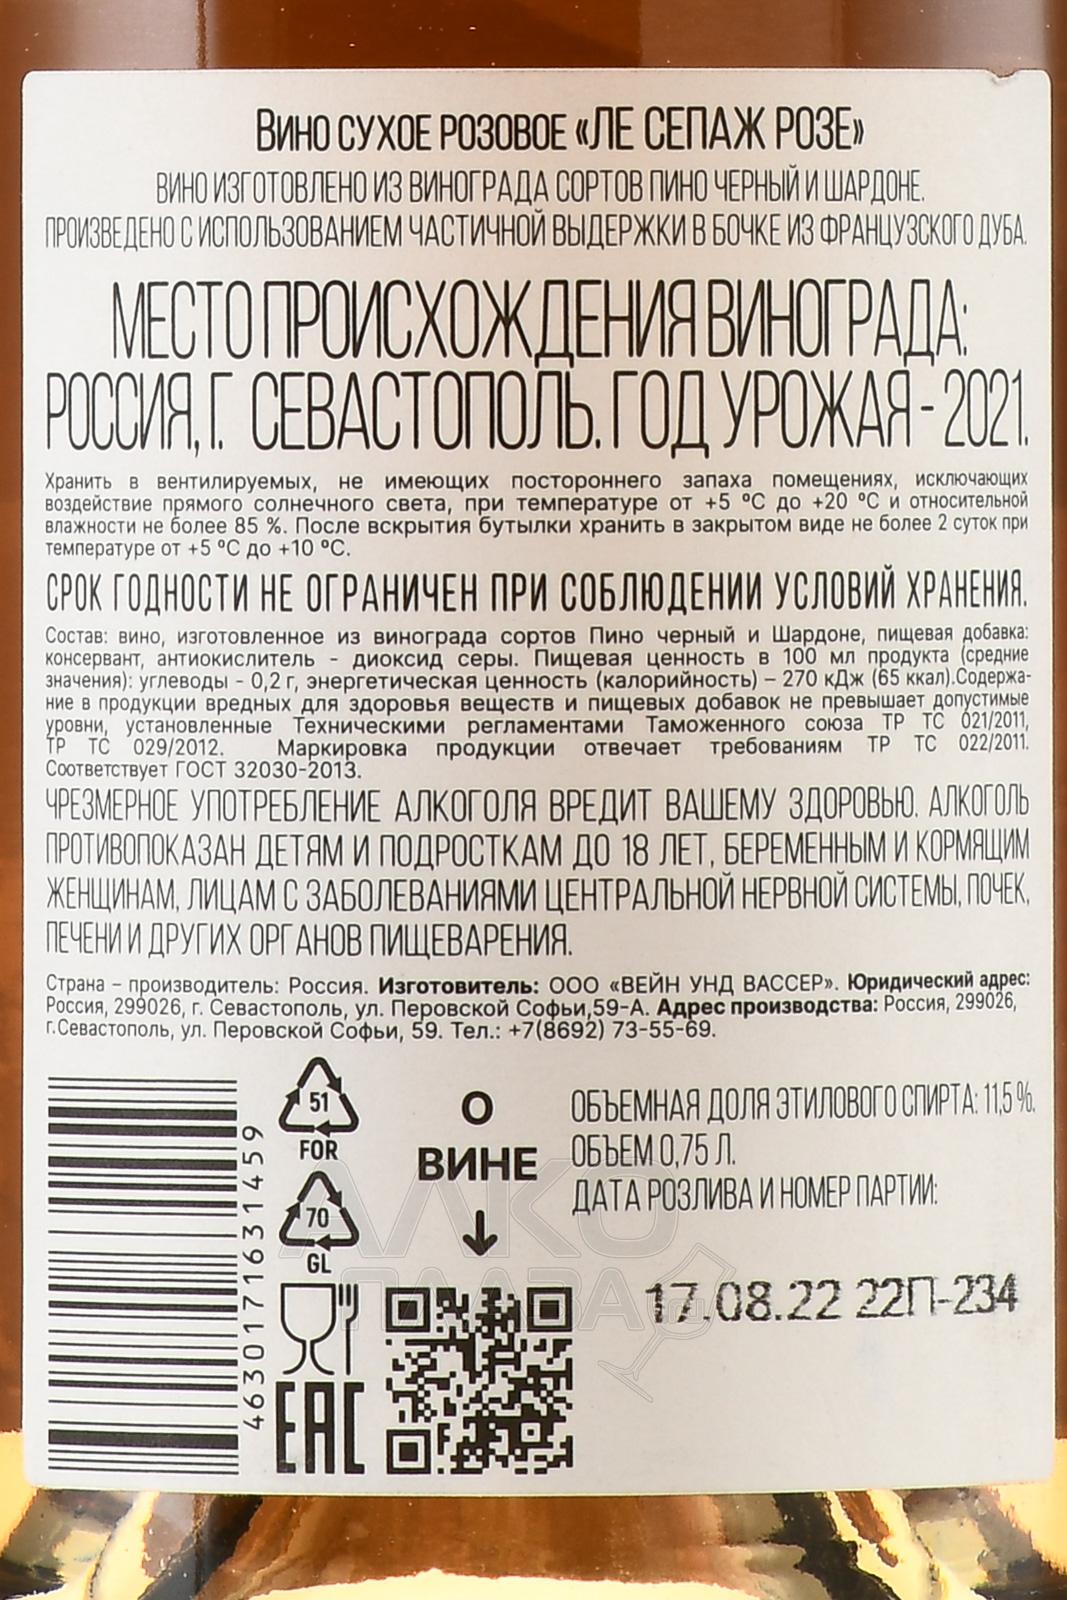 Вино сухое розовое «ЛЕ СЕПАЖ РОЗЕ»
ВИНО ИЗГОТОВЛЕНО ИЗ ВИНОГРАДА СОРТОВ ПИНО ЧЕРНЫЙ И ШАРДОНЕ.
ПРОИЗВЕДЕНО С ИСПОЛЬЗОВАНИЕМ ЧАСТИЧНОЙ ВЫДЕРЖКИ В БОЧКЕ ИЗ ФРАНЦУЗСКОГО ДУБА.
МЕСТО ПРОИСХОЖДЕНИЯ ВИНОГРАДА:
РОССИЯ, Г. СЕВАСТОПОЛЬ. ГОД УРОЖАЯ - 2021.
Хранить в вентилируемых, не имеющих постороннего запаха помещениях, исключающих
воздействие прямого солнечного света, при температуре от +5 ºС до +20 ºС и относительной
влажности не более 85 %. После вскрытия бутылки хранить в закрытом виде не более 2 суток при
температуре от +5 ºС до +10 ºС.
СРОК ГОДНОСТИ НЕ ОГРАНИЧЕН ПРИ СОБЛЮДЕНИИ УСЛОВИЙ ХРАНЕНИЯ.
Состав: вино, изготовленное из винограда сортов Пино черный и Шардоне, пищевая добавка:
консервант, антиокислитель - диоксид серы. Пищевая ценность в 100 мл продукта (средние
значения): углеводы - 0,2 г, энергетическая ценность (калорийность) – 270 кДж (65 ккал).Содержа-
ние в продукции вредных для здоровья веществ и пищевых добавок не превышает допустимые
уровни, установленные Техническими регламентами Таможенного союза ТР ТС 021/2011,
ТР ТС 029/2012. Маркировка продукции отвечает требованиям ТР ТС 022/2011.
Соответствует ГОСТ 32030-2013.
ЧРЕЗМЕРНОЕ УПОТРЕБЛЕНИЕ АЛКОГОЛЯ ВРЕДИТ ВАШЕМУ ЗДОРОВЬЮ. АЛКОГОЛЬ
ПРОТИВОПОКАЗАН ДЕТЯМ И ПОДРОСТКАМ ДО 18 ЛЕТ, БЕРЕМЕННЫМ И КОРМЯЩИМ
ЖЕНЩИНАМ, ЛИЦАМ С ЗАБОЛЕВАНИЯМИ ЦЕНТРАЛЬНОЙ НЕРВНОЙ СИСТЕМЫ, ПОЧЕК,
ПЕЧЕНИ И ДРУГИХ ОРГАНОВ ПИЩЕВАРЕНИЯ.
Страна – производитель: Россия. Изготовитель: ООО «ВЕЙН УНД ВАССЕР». Юридический адрес:
Россия, 299026, г. Севастополь, ул. Перовской Софьи,59-А. Адрес производства: Россия, 299026,
г.Севастополь, ул. Перовской Софьи, 59. Тел.: +7(8692) 73-55-69.
4630171631459
51
FOR
70
GL
EAC
О
ВИНЕ
ОБЪЕМНАЯ ДОЛЯ ЭТИЛОВОГО СПИРТА: 11,5 %.
ОБЪЕМ 0,75 Л.
ДАТА РОЗЛИВА И НОМЕР ПАРТИИ:
17.08.22 22П-234
АЛКО
ПЛАЗА
.ru